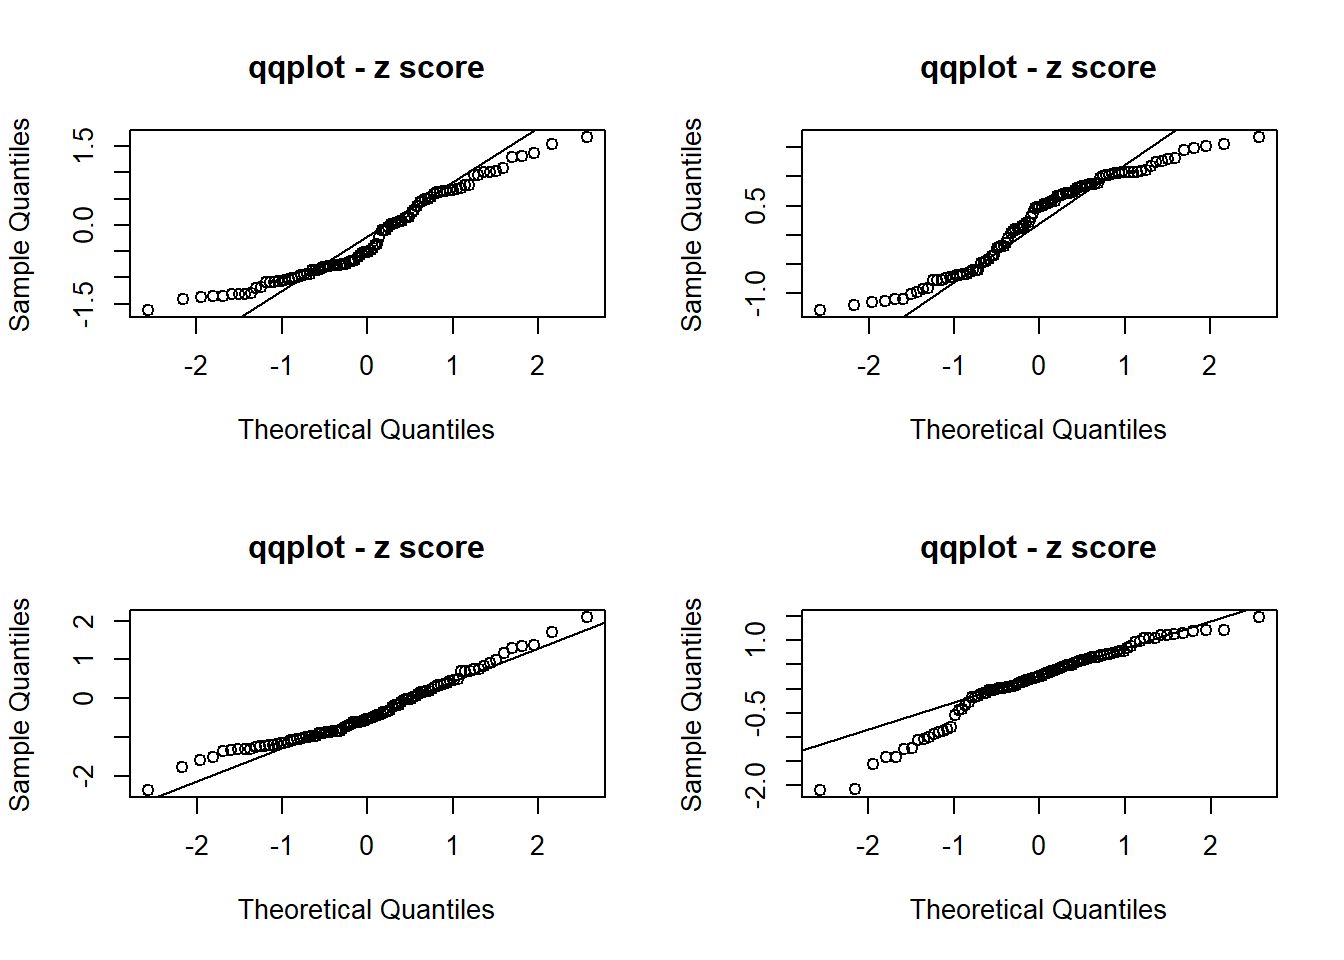 qqplot - z score
Sample Quantiles
1.5
0.0
-1.5
-2 -1 0 1 2
Theoretical Quantiles
qqplot - z score
Sample Quantiles
0.5
-1.0
-2 -1 0 1 2
Theoretical Quantiles
qqplot - z score
Sample Quantiles
2
1
0
-2
-2 -1 0 1 2
Theoretical Quantiles
qqplot - z score
Sample Quantiles
1.0
-0.5
-2.0
-2 -1 0 1 2
Theoretical Quantiles